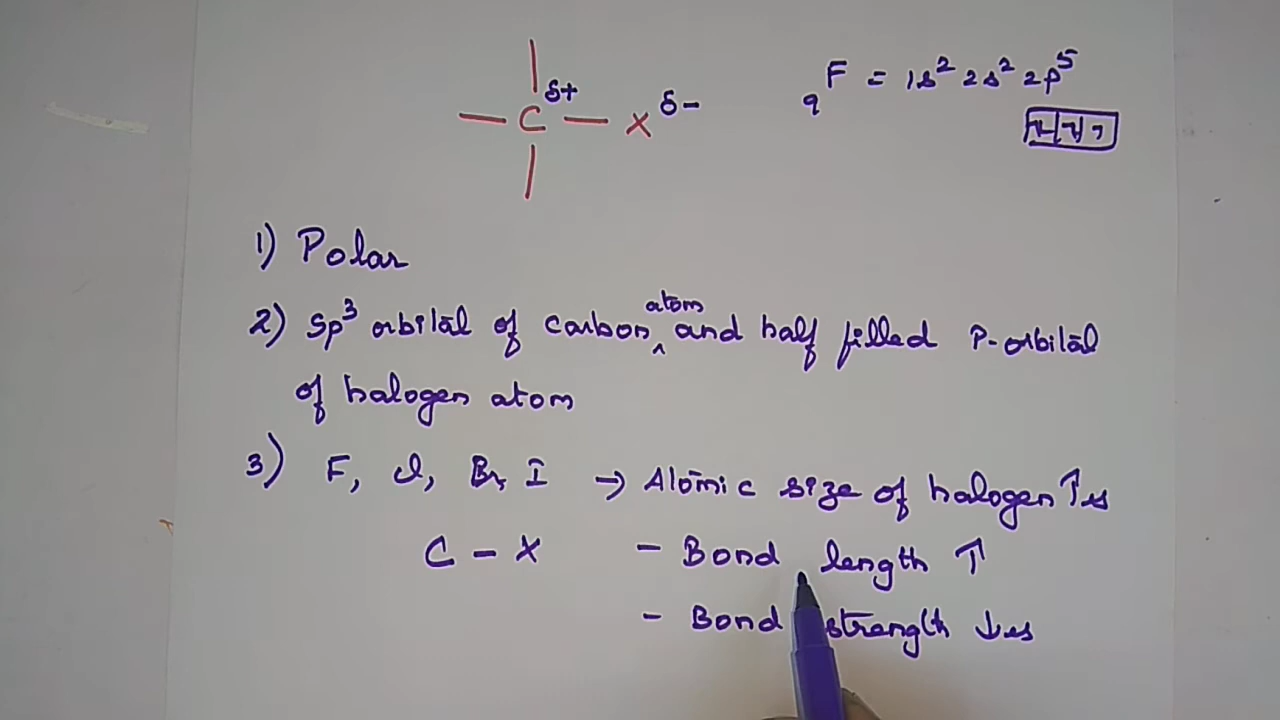 C δ+ — X δ-
9F = 1s² 2s² 2p⁵
1) Polar
2) Sp³ orbital of carbon atom and half filled P-orbital
of halogen atom
3) F, Cl, Br, I → Atomic size of halogen ↑es
C - X - Bond length ↑
- Bond strength ↓es